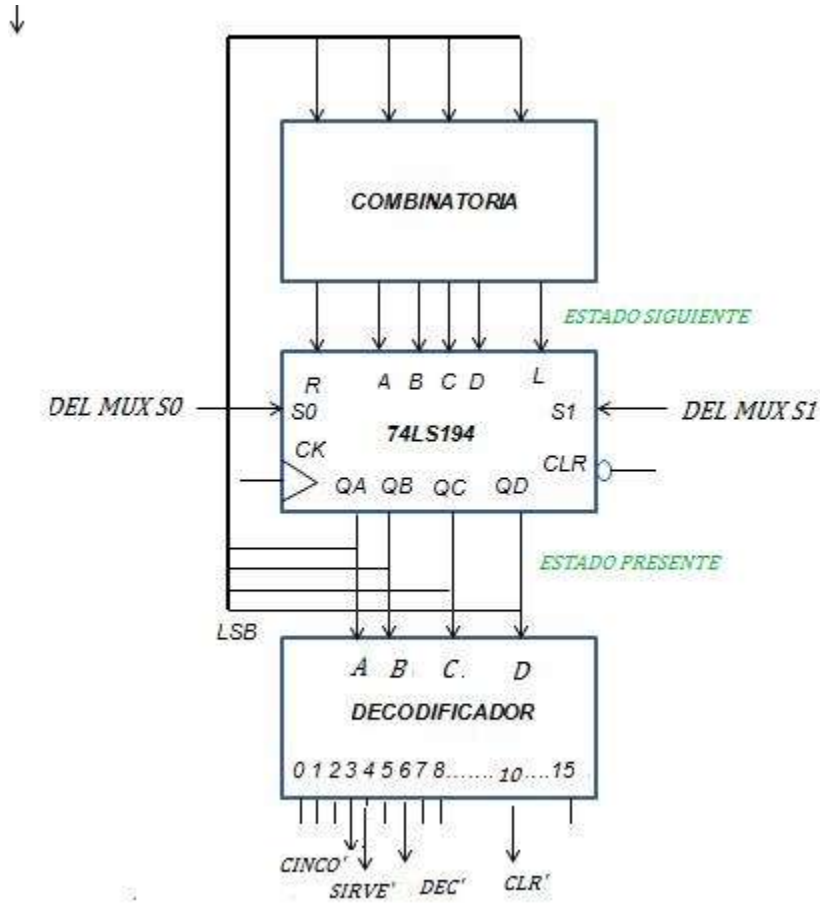 COMBINATORIA
ESTADO SIGUIENTE
R A B C D L
DEL MUX S0 S0 S1 DEL MUX S1
74LS194
CK CLR
QA QB QC QD
ESTADO PRESENTE
LSB
A B C . D
DECODIFICADOR
0 1 2 3 4 5 6 7 8....... 10 .... 15
CINCO'
SIRVE' DEC' CLR'